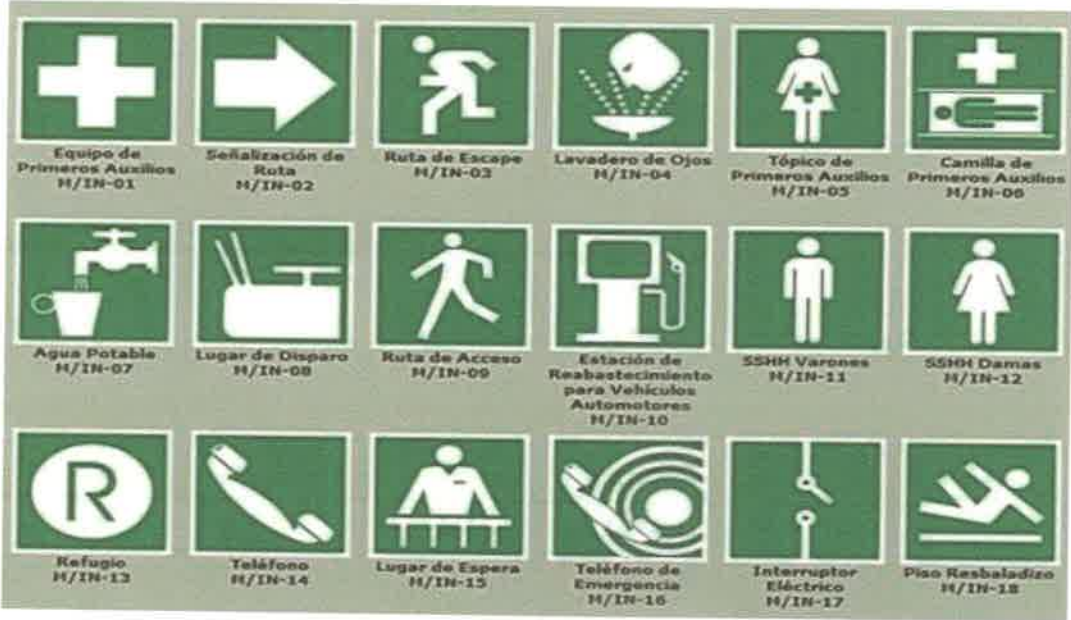 Equipo de
Primeros Auxilios
M/IN-01
Señalización de
Ruta
M/IN-02
Ruta de Escape
M/IN-03
Lavadero de Ojos
M/IN-04
Tópico de
Primeros Auxilios
M/IN-05
Camilla de
Primeros Auxilios
M/IN-06
Agua Potable
M/IN-07
Lugar de Disparo
M/IN-08
Ruta de Acceso
M/IN-09
Estación de
Reabastecimiento
para Vehículos
Automotores
M/IN-10
SSHH Varones
M/IN-11
SSHH Damas
M/IN-12
R
Refugio
M/IN-13
Teléfono
M/IN-14
Lugar de Espera
M/IN-15
Teléfono de
Emergencia
M/IN-16
Interruptor
Eléctrico
M/IN-17
Piso Resbaladizo
M/IN-18